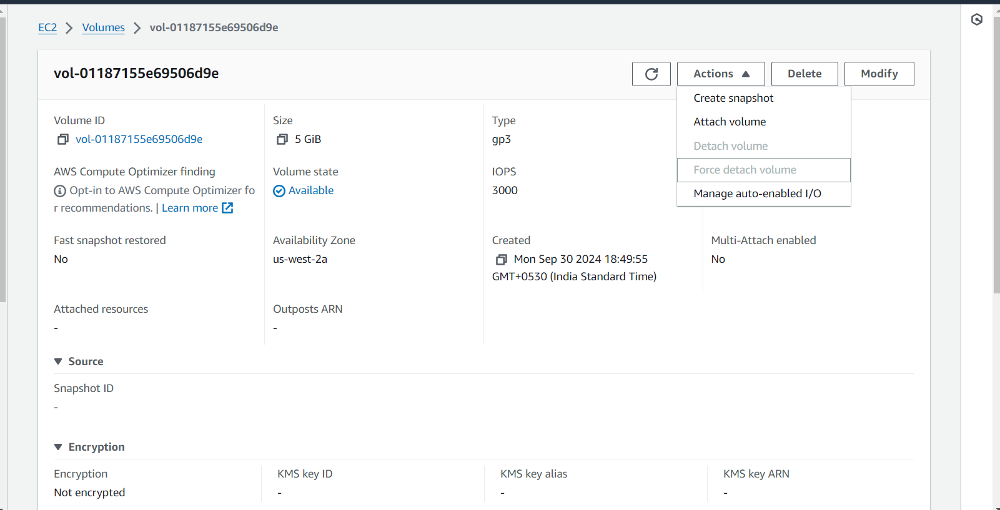 EC2 > Volumes > vol-01187155e69506d9e
vol-01187155e69506d9e
Actions
Delete
Modify
Create snapshot
Attach volume
Detach volume
Force detach volume
Manage auto-enabled I/O
Volume ID
vol-01187155e69506d9e
Size
5 GiB
Type
gp3
AWS Compute Optimizer finding
Opt-in to AWS Compute Optimizer fo
r recommendations. | Learn more
Volume state
Available
IOPS
3000
Fast snapshot restored
No
Availability Zone
us-west-2a
Created
Mon Sep 30 2024 18:49:55
GMT+0530 (India Standard Time)
Multi-Attach enabled
No
Attached resources
-
Outposts ARN
-
Source
Snapshot ID
-
Encryption
Encryption
Not encrypted
KMS key ID
-
KMS key alias
-
KMS key ARN
-